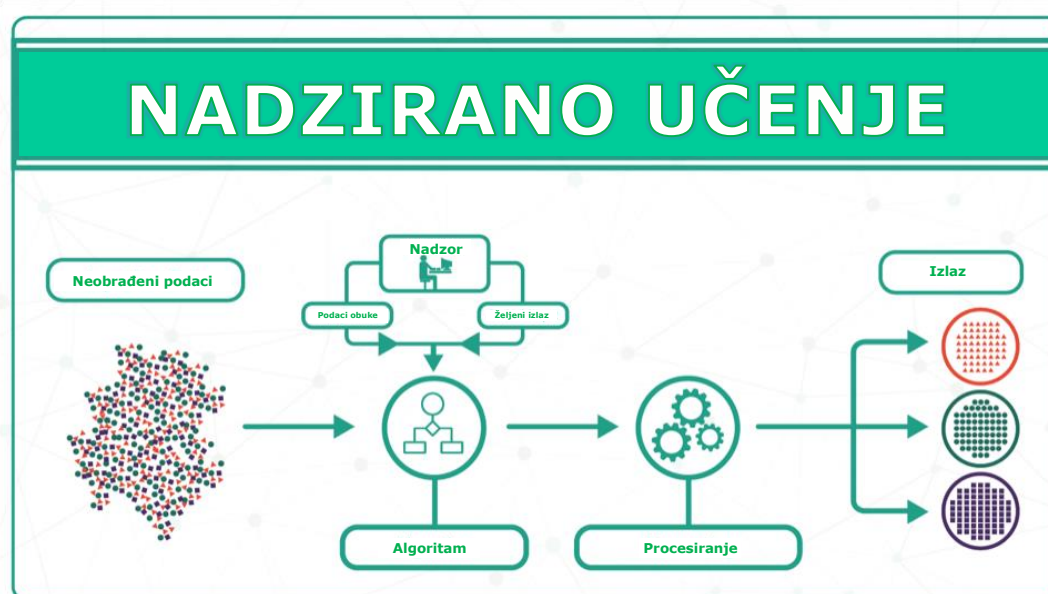 NADZIRANO UČENJE
Nadzor
Neobrađeni podaci
Izlaz
Podaci obuke
Željeni izlaz
Algoritam
Procesiranje